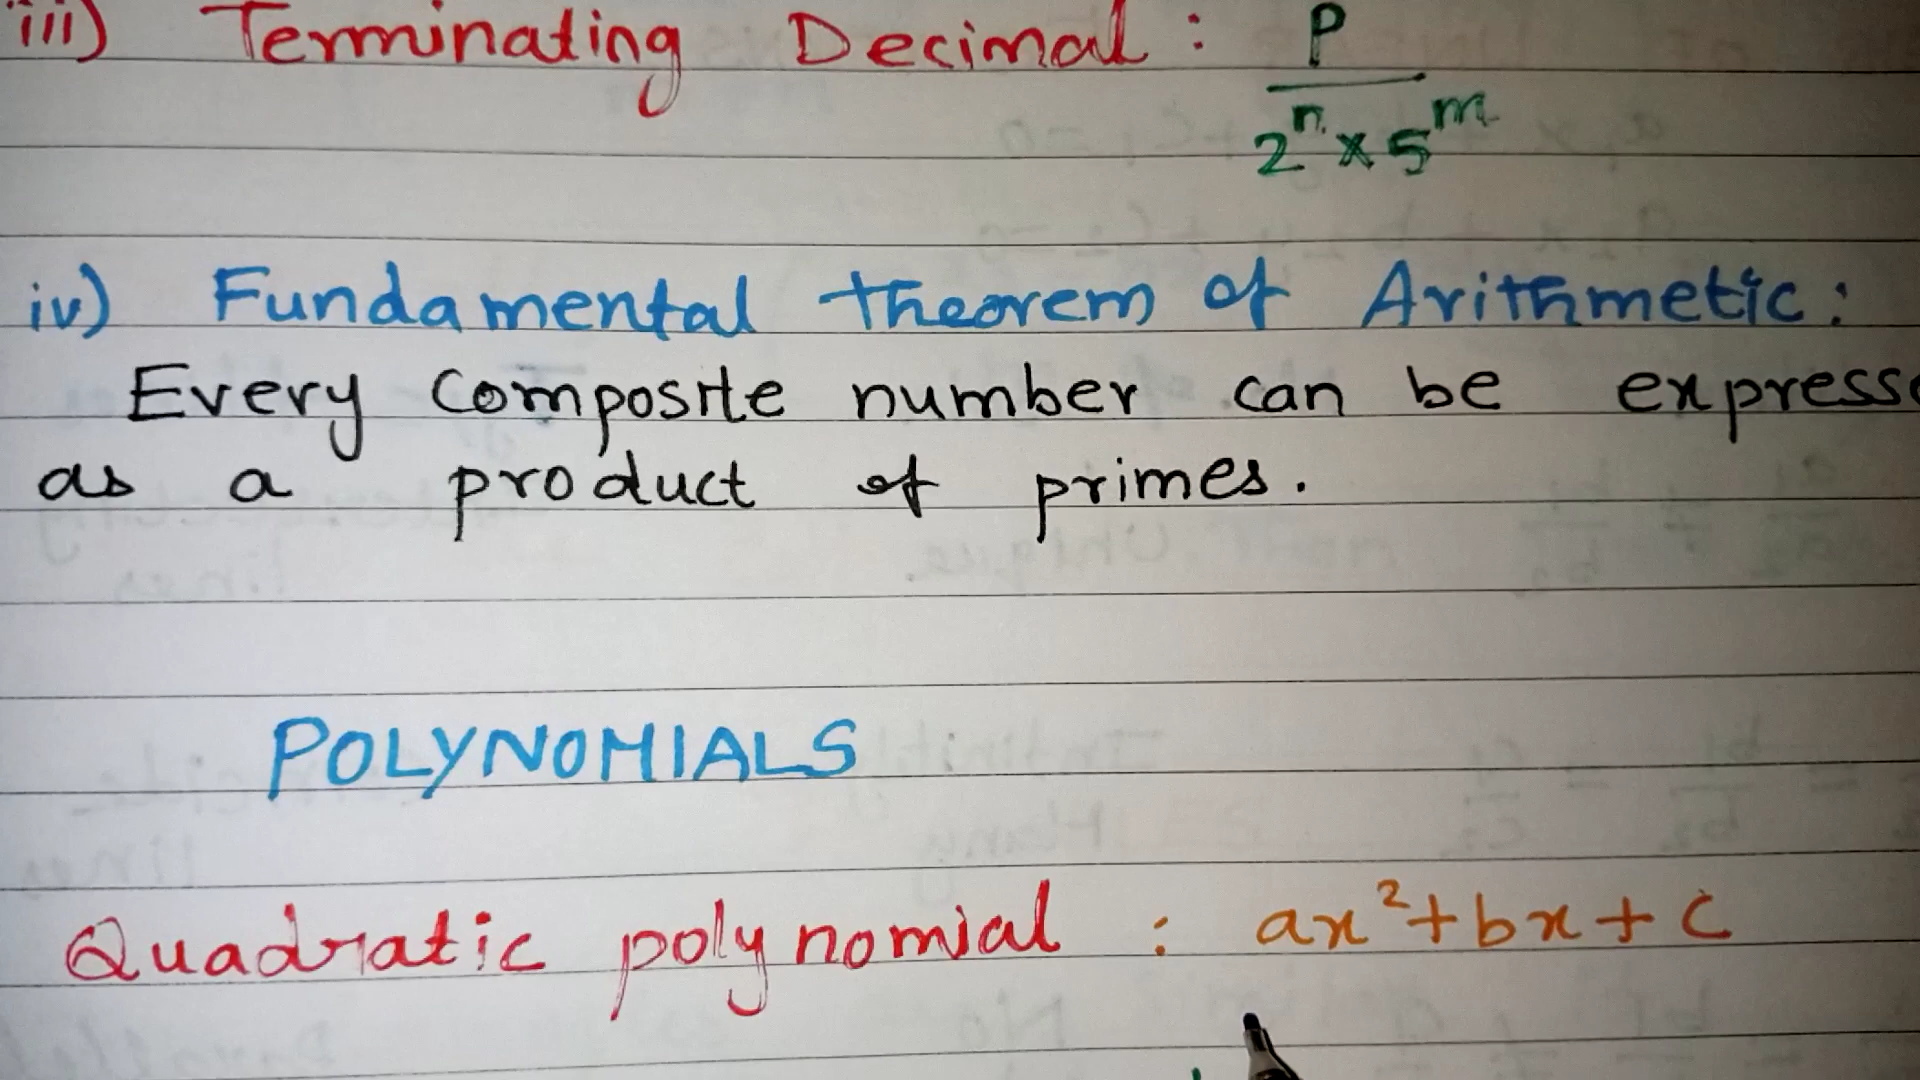 iii) Terminating Decimal : P
2ⁿ × 5ᵐ
iv) Fundamental theorem of Arithmetic :
Every composite number can be express
as a product of primes.
POLYNOMIALS
Quadratic polynomial : ax²+bx+c